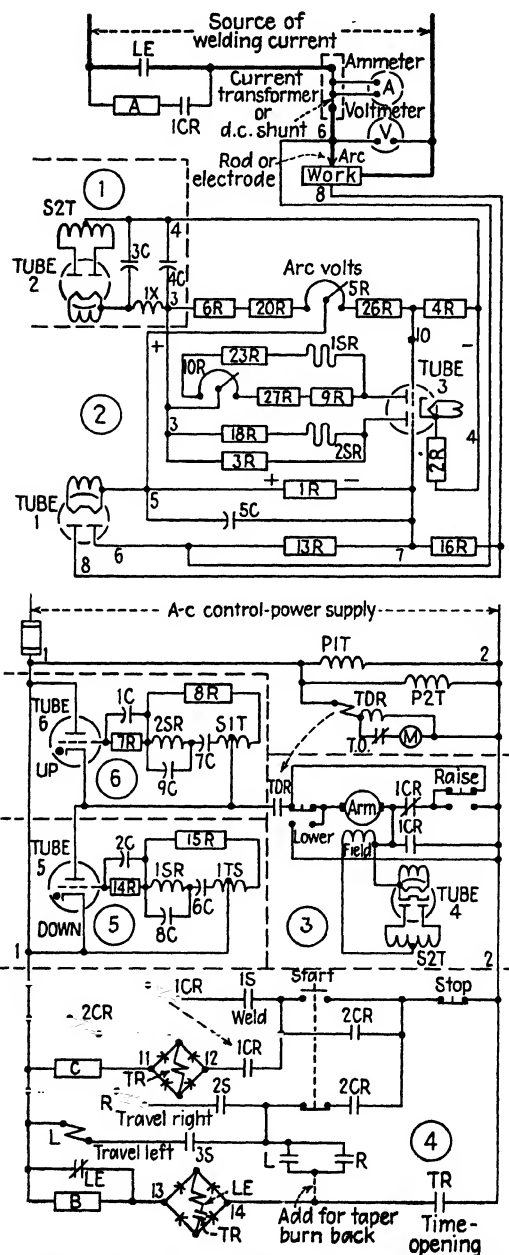 Source of
welding current
LE
A
1CR
Current
transformer
or
d.c. shunt
Ammeter
A
Voltmeter
V
6
Rod or
electrode
Arc
Work
8
1
S2T
TUBE
2
3C
4
4C
1X
3
6R
20R
Arc volts
5R
26R
4R
10
+
-
10R
23R
1SR
27R
9R
TUBE
3
2
3
18R
2SR
3R
2R
4
TUBE
1
5
+
1R
-
5C
6
13R
7
16R
8
A-c control-power supply
1
P1T
2
P2T
TDR
T.O.
M
TUBE
6
UP
1C
7R
8R
2SR
S1T
7C
9C
6
TDR
Lower
Arm
1CR
Raise
1CR
Field
TUBE
5
DOWN
2C
14R
15R
1SR
1TS
6C
8C
5
3
TUBE
4
S2T
1
2
1CR
1S
Weld
Start
Stop
2CR
2CR
C
11
12
TR
1CR
2CR
R
Travel right
2S
L
Travel left
3S
L
R
4
LE
B
13
14
LE
TR
Add for taper
burn back
TR
Time-
opening